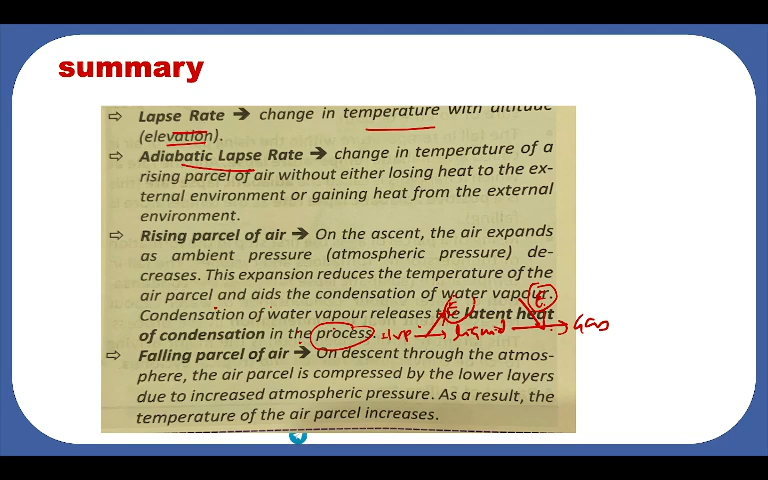 summary
⇨ Lapse Rate ➔ change in temperature with altitude
(elevation).
⇨ Adiabatic Lapse Rate ➔ change in temperature of a
rising parcel of air without either losing heat to the ex-
ternal environment or gaining heat from the external
environment.
⇨ Rising parcel of air ➔ On the ascent, the air expands
as ambient pressure (atmospheric pressure) de-
creases. This expansion reduces the temperature of the
air parcel and aids the condensation of water vapour.
Condensation of water vapour releases the latent heat
of condensation in the process.
liquid Gas
⇨ Falling parcel of air ➔ On descent through the atmos-
phere, the air parcel is compressed by the lower layers
due to increased atmospheric pressure. As a result, the
temperature of the air parcel increases.